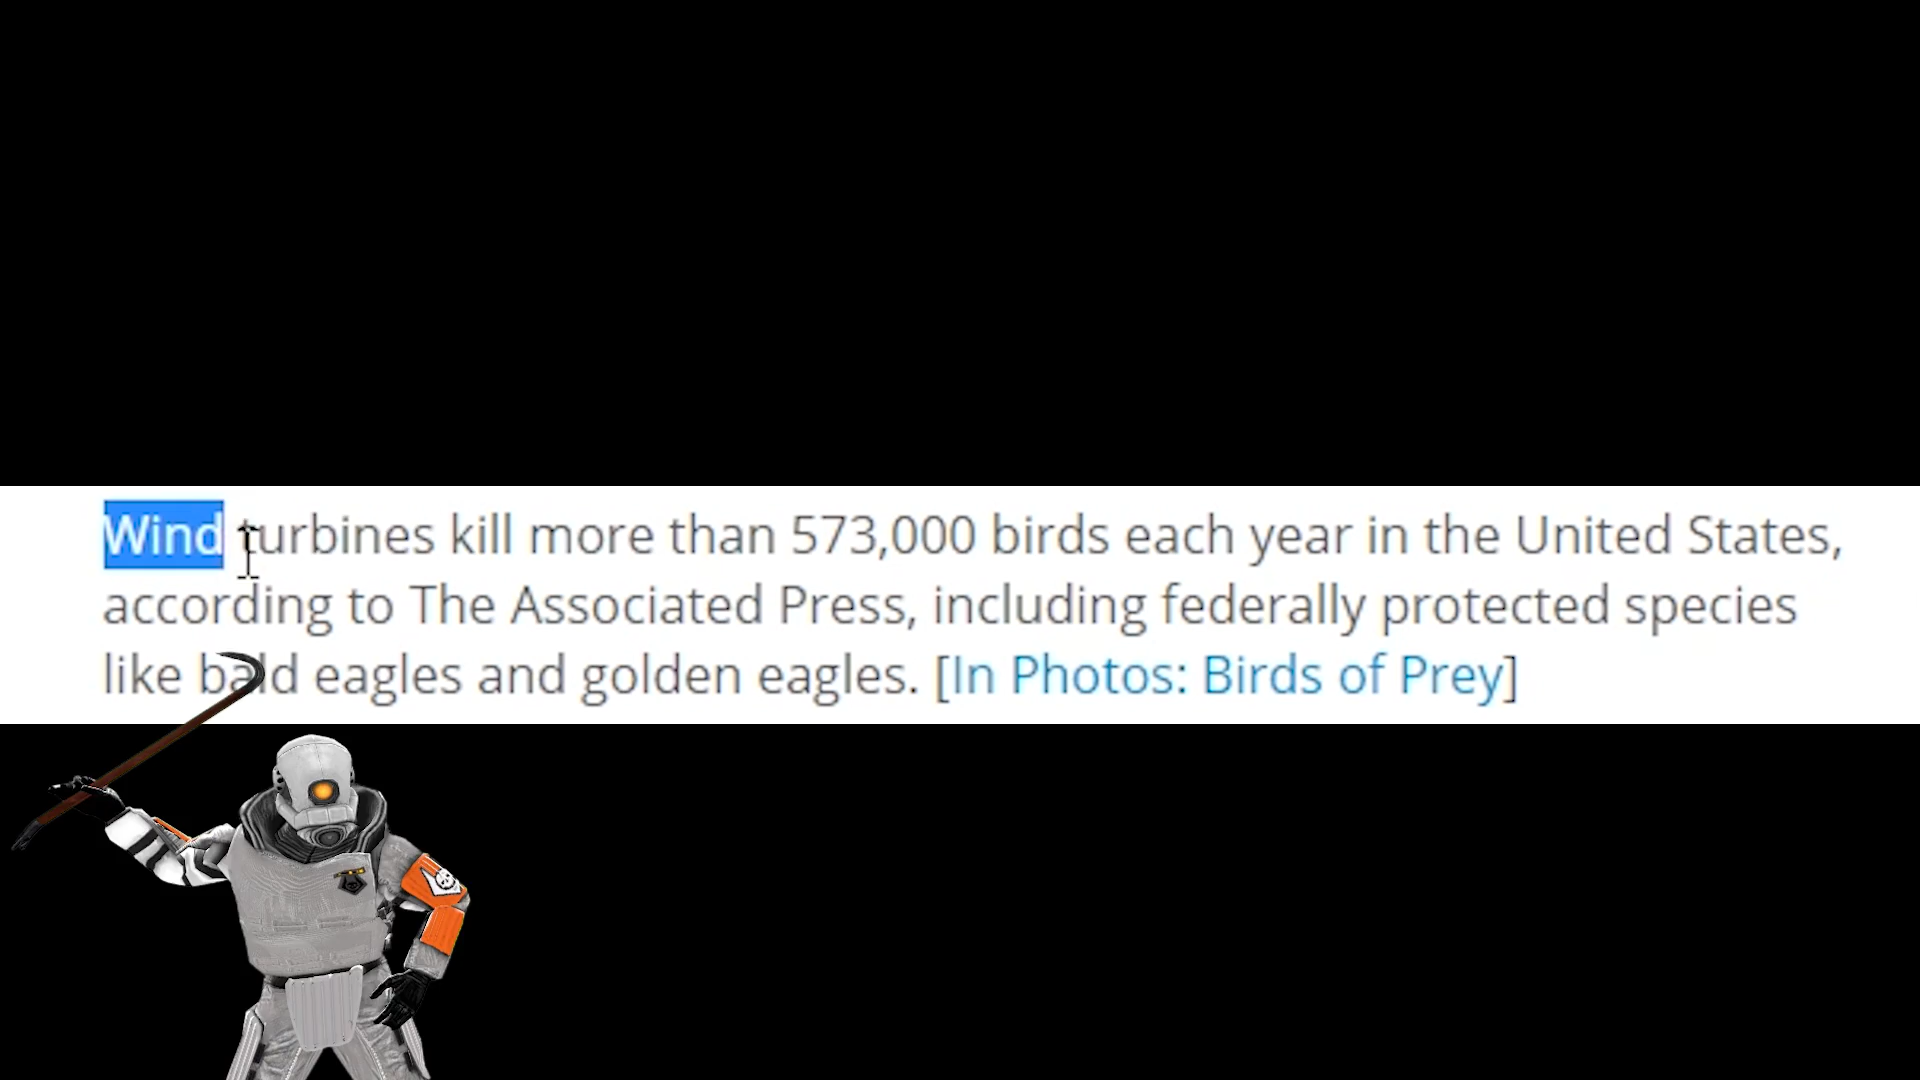 Wind turbines kill more than 573,000 birds each year in the United States,
according to The Associated Press, including federally protected species
like bald eagles and golden eagles. [In Photos: Birds of Prey]